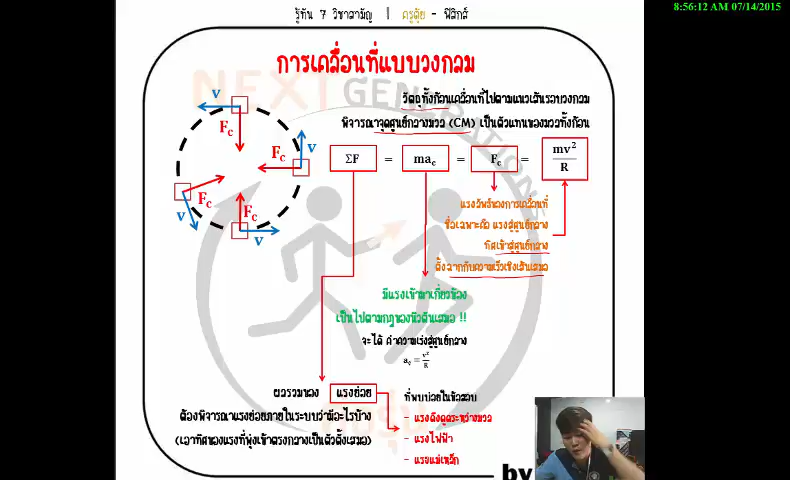 รู้ทัน 7 วิชาสามัญ | ครูตุ้ย - ฟิสิกส์
8:56:12 AM 07/14/2015
การเคลื่อนที่แบบวงกลม
NEXT GENERATIONS
วัตถุทั้งก้อนเคลื่อนที่ไปตามแนวเส้นรอบวงกลม
พิจารณาจุดศูนย์กลางมวล (CM) เป็นตัวแทนของมวลทั้งก้อน
v
Fc
v
Fc
Fc
v
Fc
v
ΣF = mac = Fc = mv²/R
แรงลัพธ์ของการเคลื่อนที่
ชื่อเฉพาะคือ แรงสู่ศูนย์กลาง
ทิศเข้าสู่ศูนย์กลาง
ตั้งฉากกับความเร็วเชิงเส้นเสมอ
มีแรงเข้ามาเกี่ยวข้อง
เป็นไปตามกฎของนิวตันเสมอ !!
จะได้ ค่าความเร่งสู่ศูนย์กลาง
ac = v²/R
ผลรวมของ แรงย่อย
ต้องพิจารณาแรงย่อยภายในระบบว่ามีอะไรบ้าง
(เอาทิศของแรงที่พุ่งเข้าตรงกลางเป็นตัวตั้งเสมอ)
ที่พบบ่อยในข้อสอบ
- แรงดึงดูดระหว่างมวล
- แรงไฟฟ้า
- แรงแม่เหล็ก
by